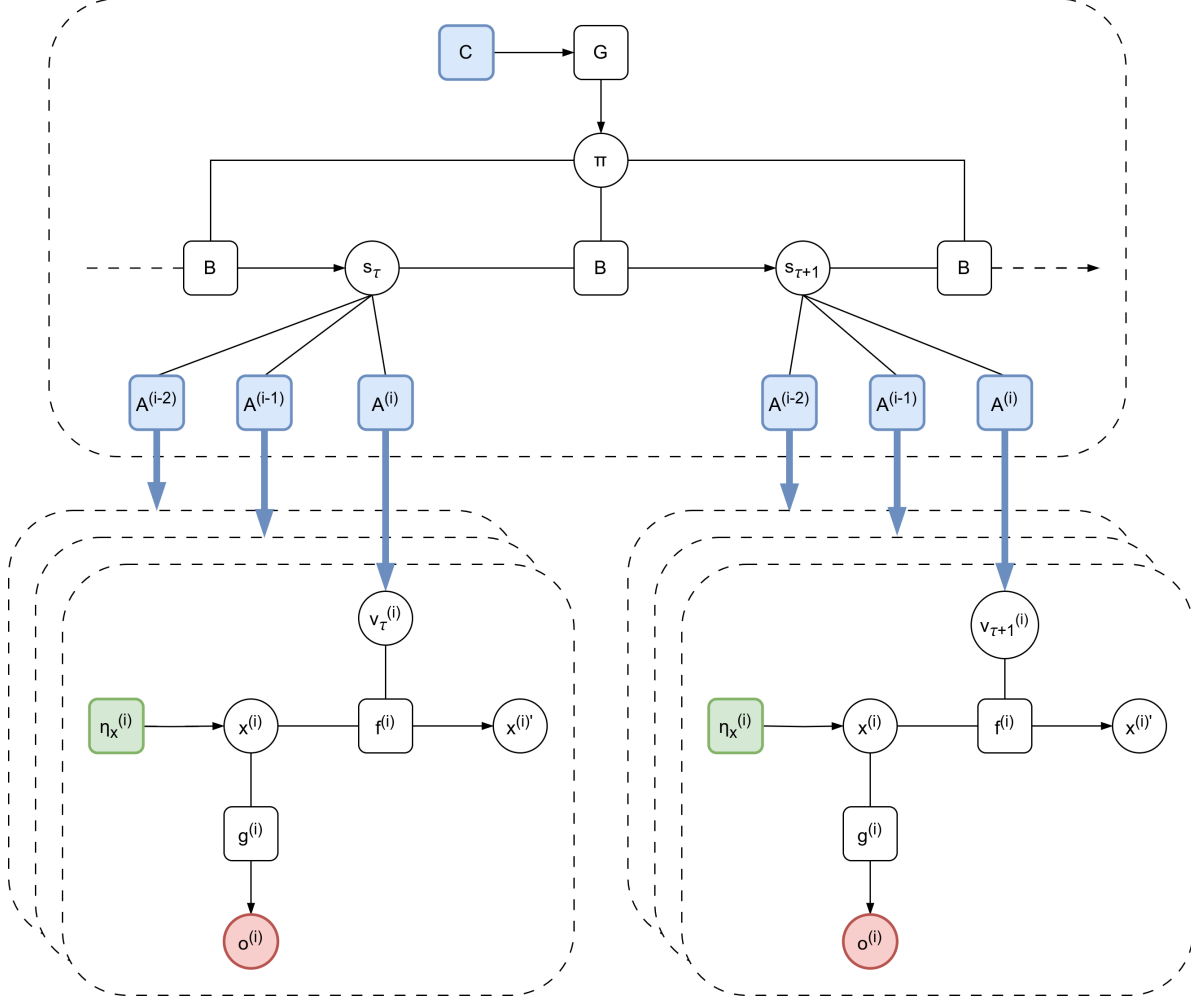 C G
π
B s_τ B s_τ+1 B
A^(i-2) A^(i-1) A^(i) A^(i-2) A^(i-1) A^(i)
v_τ^(i) v_τ+1^(i)
η_x^(i) x^(i) f^(i) x^(i)' η_x^(i) x^(i) f^(i) x^(i)'
g^(i) g^(i)
o^(i) o^(i)